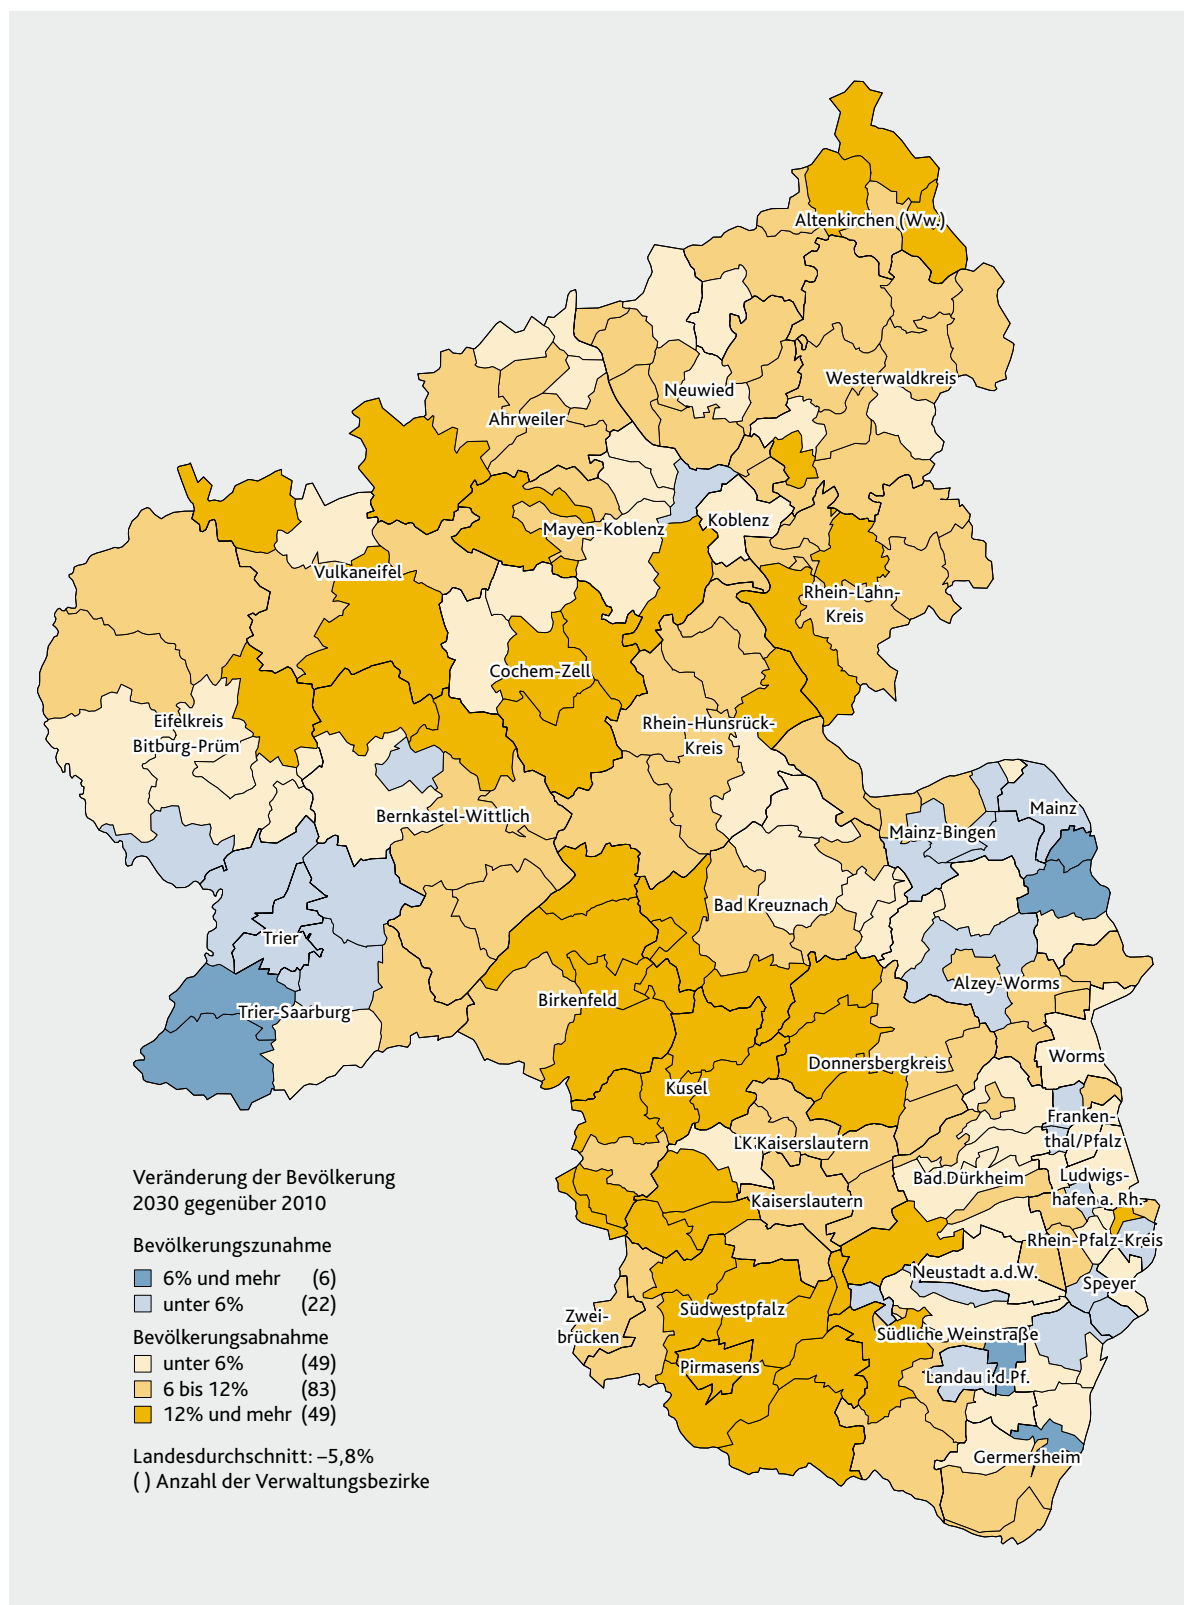 Altenkirchen (Ww.)
Westerwaldkreis
Neuwied
Ahrweiler
Koblenz
Mayen-Koblenz
Vulkaneifel
Rhein-Lahn-
Kreis
Cochem-Zell
Eifelkreis
Bitburg-Prüm
Rhein-Hunsrück-
Kreis
Mainz
Bernkastel-Wittlich
Mainz-Bingen
Bad Kreuznach
Trier
Alzey-Worms
Birkenfeld
Trier-Saarburg
Worms
Donnersbergkreis
Kusel
Franken-
thal/Pfalz
LK Kaiserslautern
Bad Dürkheim
Ludwigs-
hafen a. Rh.
Kaiserslautern
Rhein-Pfalz-Kreis
Neustadt a.d.W.
Speyer
Südwestpfalz
Zwei-
brücken
Südliche Weinstraße
Pirmasens
Landau i.d.Pf.
Germersheim
Veränderung der Bevölkerung
2030 gegenüber 2010
Bevölkerungszunahme
6% und mehr (6)
unter 6% (22)
Bevölkerungsabnahme
unter 6% (49)
6 bis 12% (83)
12% und mehr (49)
Landesdurchschnitt: –5,8%
( ) Anzahl der Verwaltungsbezirke